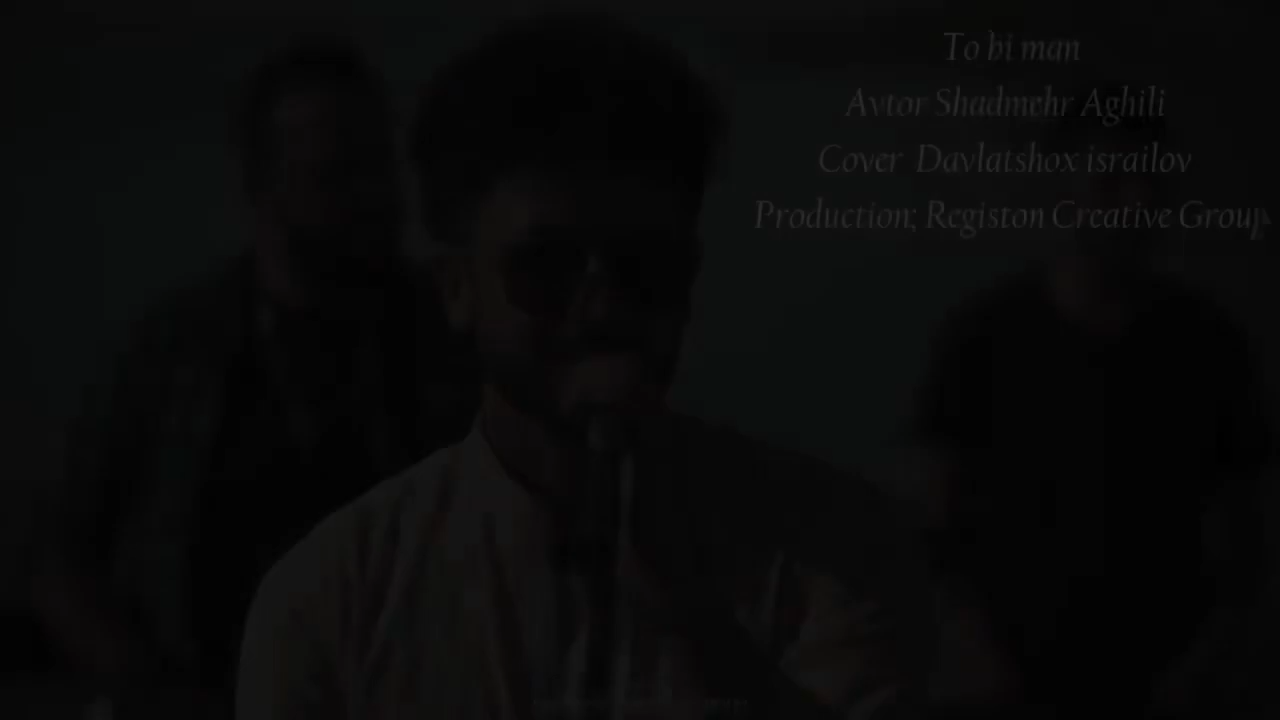 To bi man
Avtor Shadmehr Aghili
Cover Davlatshox israilov
Production; Registon Creative Group